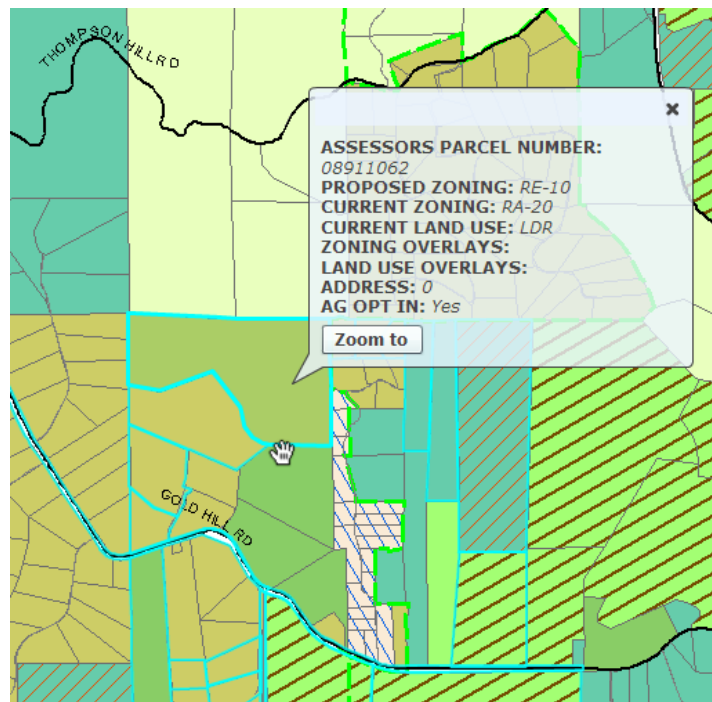 THOMPSON HILL RD
×
ASSESSORS PARCEL NUMBER:
08911062
PROPOSED ZONING: RE-10
CURRENT ZONING: RA-20
CURRENT LAND USE: LDR
ZONING OVERLAYS:
LAND USE OVERLAYS:
ADDRESS: 0
AG OPT IN: Yes
Zoom to
GOLD HILL RD